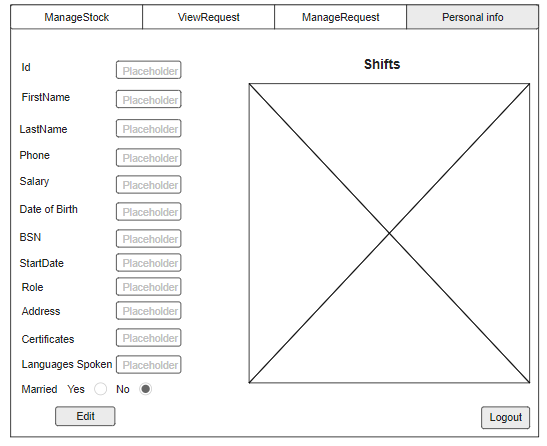 ManageStock ViewRequest ManageRequest Personal info
Shifts
Id Placeholder
FirstName Placeholder
LastName Placeholder
Phone Placeholder
Salary Placeholder
Date of Birth Placeholder
BSN Placeholder
StartDate Placeholder
Role Placeholder
Address Placeholder
Certificates Placeholder
Languages Spoken Placeholder
Married Yes No
Edit Logout